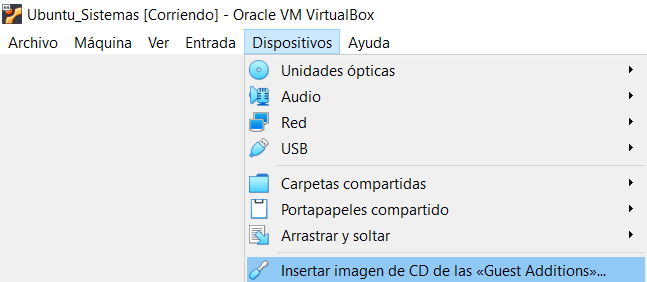 Ubuntu_Sistemas [Corriendo] - Oracle VM VirtualBox
Archivo Máquina Ver Entrada Dispositivos Ayuda
Unidades ópticas
Audio
Red
USB
Carpetas compartidas
Portapapeles compartido
Arrastrar y soltar
Insertar imagen de CD de las «Guest Additions»...